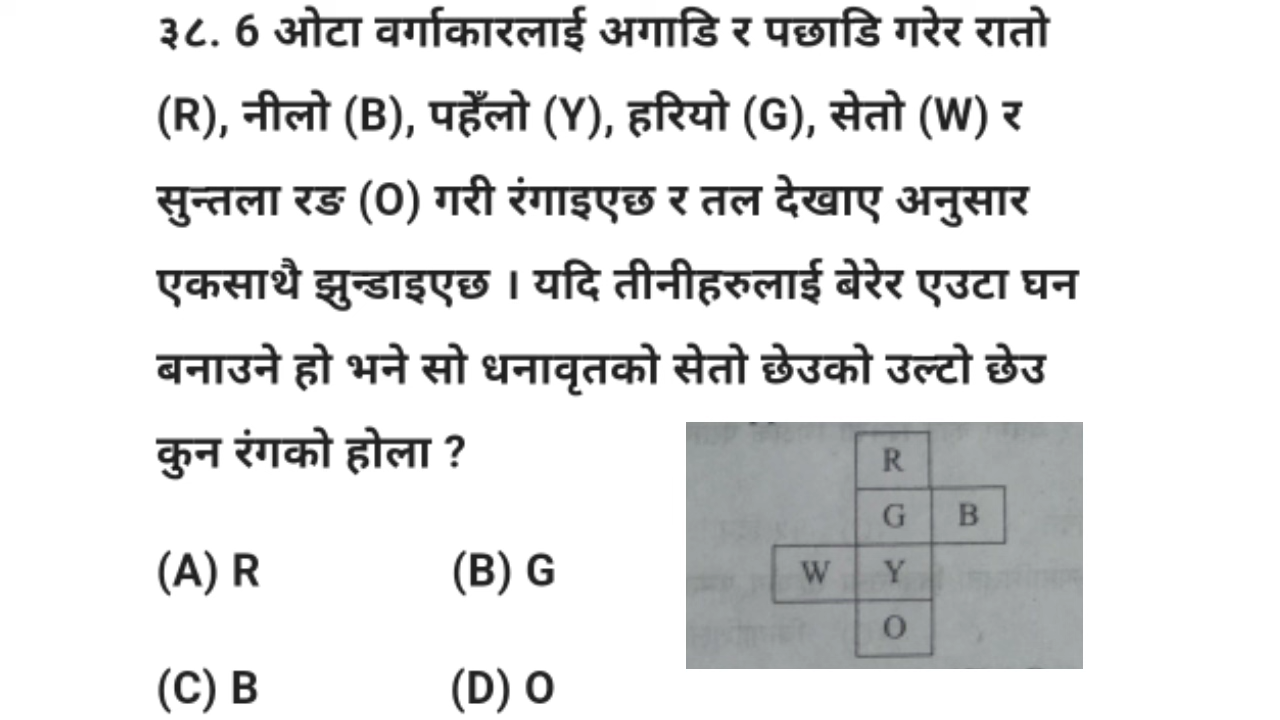 ३८. 6 ओटा वर्गाकारलाई अगाडि र पछाडि गरेर रातो
(R), नीलो (B), पहेँलो (Y), हरियो (G), सेतो (W) र
सुन्तला रङ (O) गरी रंगाइएछ र तल देखाए अनुसार
एकसाथै झुन्डाइएछ । यदि तीनीहरुलाई बेरेर एउटा घन
बनाउने हो भने सो धनावृतको सेतो छेउको उल्टो छेउ
कुन रंगको होला ?
R
G B
W Y
O
(A) R (B) G
(C) B (D) O